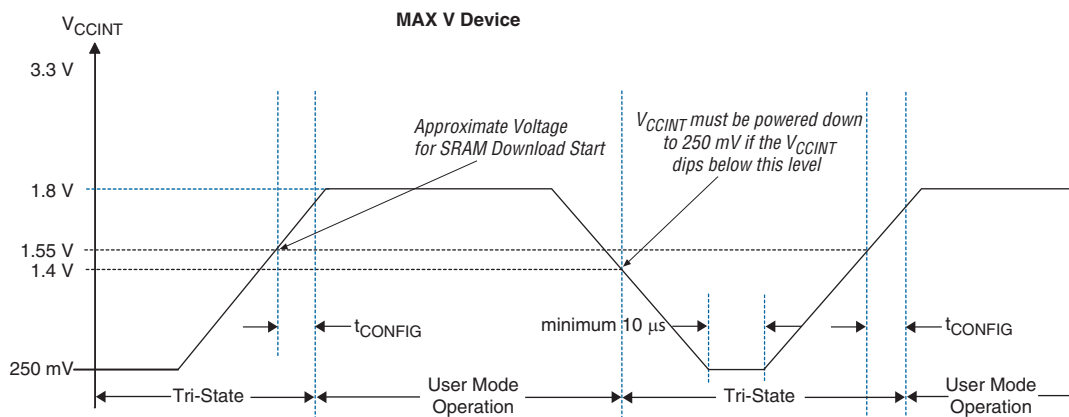 MAX V Device
VCCINT
3.3 V
Approximate Voltage
for SRAM Download Start
VCCINT must be powered down
to 250 mV if the VCCINT
dips below this level
1.8 V
1.55 V
1.4 V
tCONFIG
minimum 10 µs
tCONFIG
250 mV
Tri-State
User Mode
Operation
Tri-State
User Mode
Operation